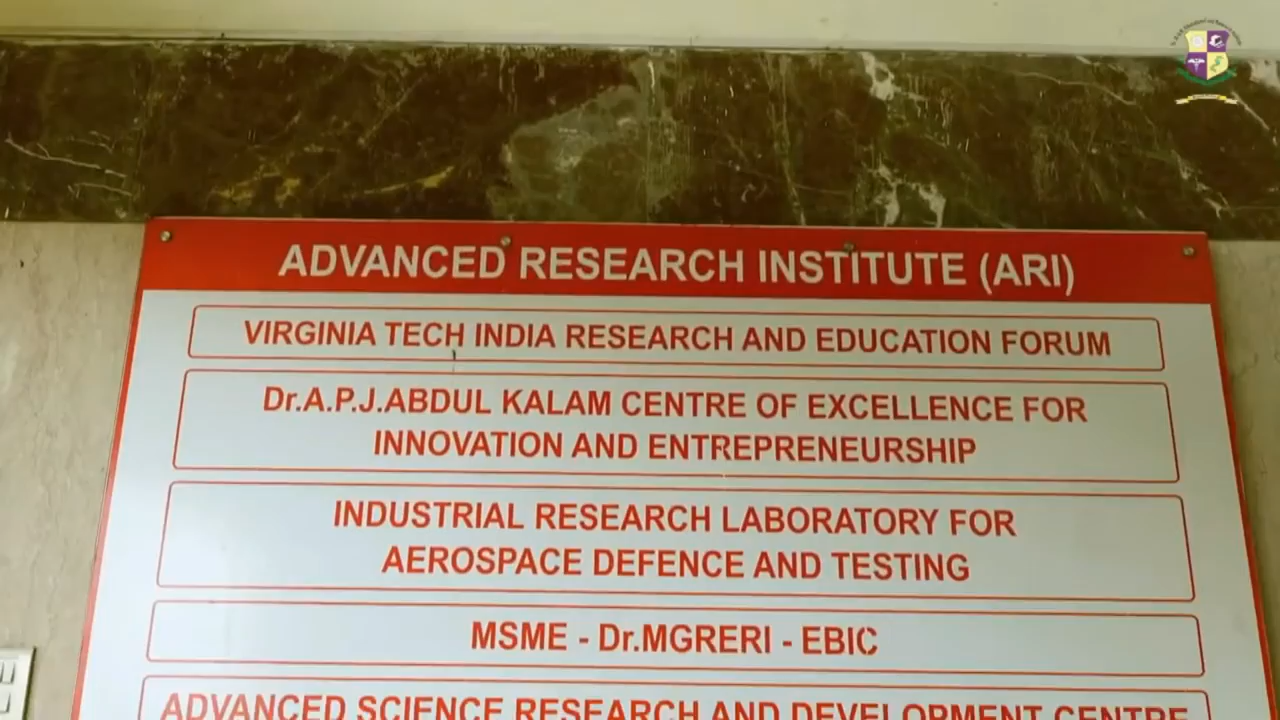 ADVANCED RESEARCH INSTITUTE (ARI)
VIRGINIA TECH INDIA RESEARCH AND EDUCATION FORUM
Dr.A.P.J.ABDUL KALAM CENTRE OF EXCELLENCE FOR
INNOVATION AND ENTREPRENEURSHIP
INDUSTRIAL RESEARCH LABORATORY FOR
AEROSPACE DEFENCE AND TESTING
MSME - Dr.MGRERI - EBIC
ADVANCED SCIENCE RESEARCH AND DEVELOPMENT CENTRE